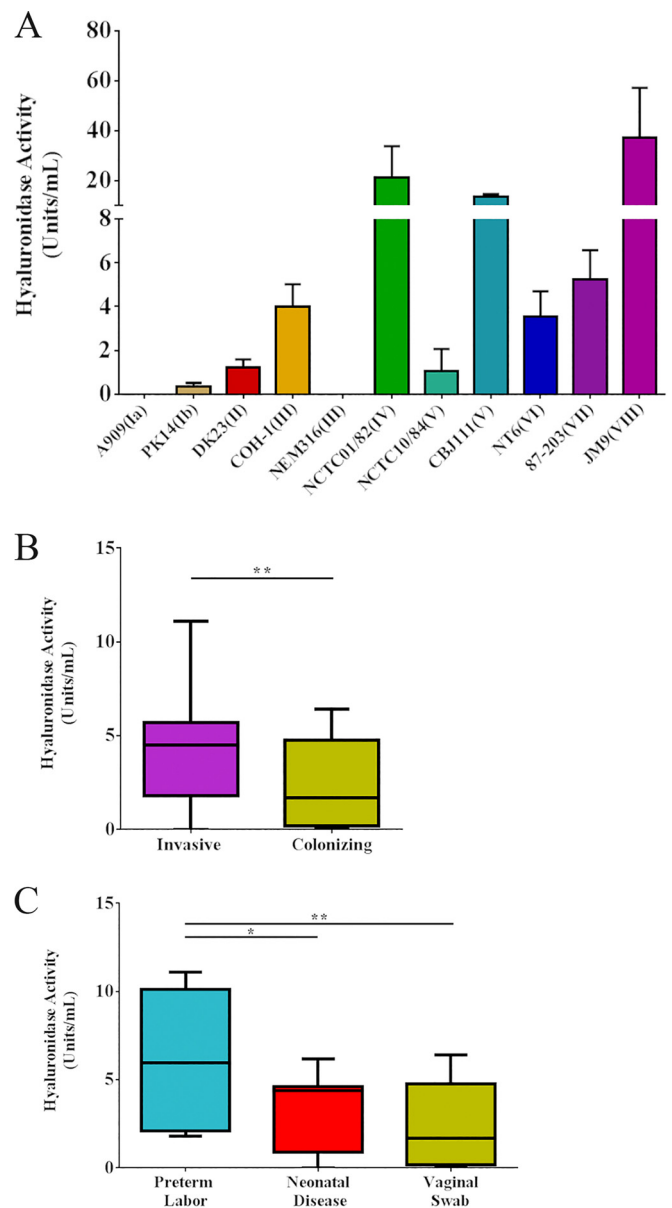 A
Hyaluronidase Activity
(Units/mL)
80
60
40
20
8
6
4
2
0
A909(Ia)
PK14(Ib)
DK23(II)
COH-1(III)
NEM316(III)
NCTC01/82(IV)
NCTC10/84(V)
CBJ111(V)
NT6(VI)
87-203(VII)
JM9(VIII)
B
Hyaluronidase Activity
(Units/mL)
15
10
5
0
**
Invasive
Colonizing
C
Hyaluronidase Activity
(Units/mL)
15
10
5
0
**
*
Preterm
Labor
Neonatal
Disease
Vaginal
Swab